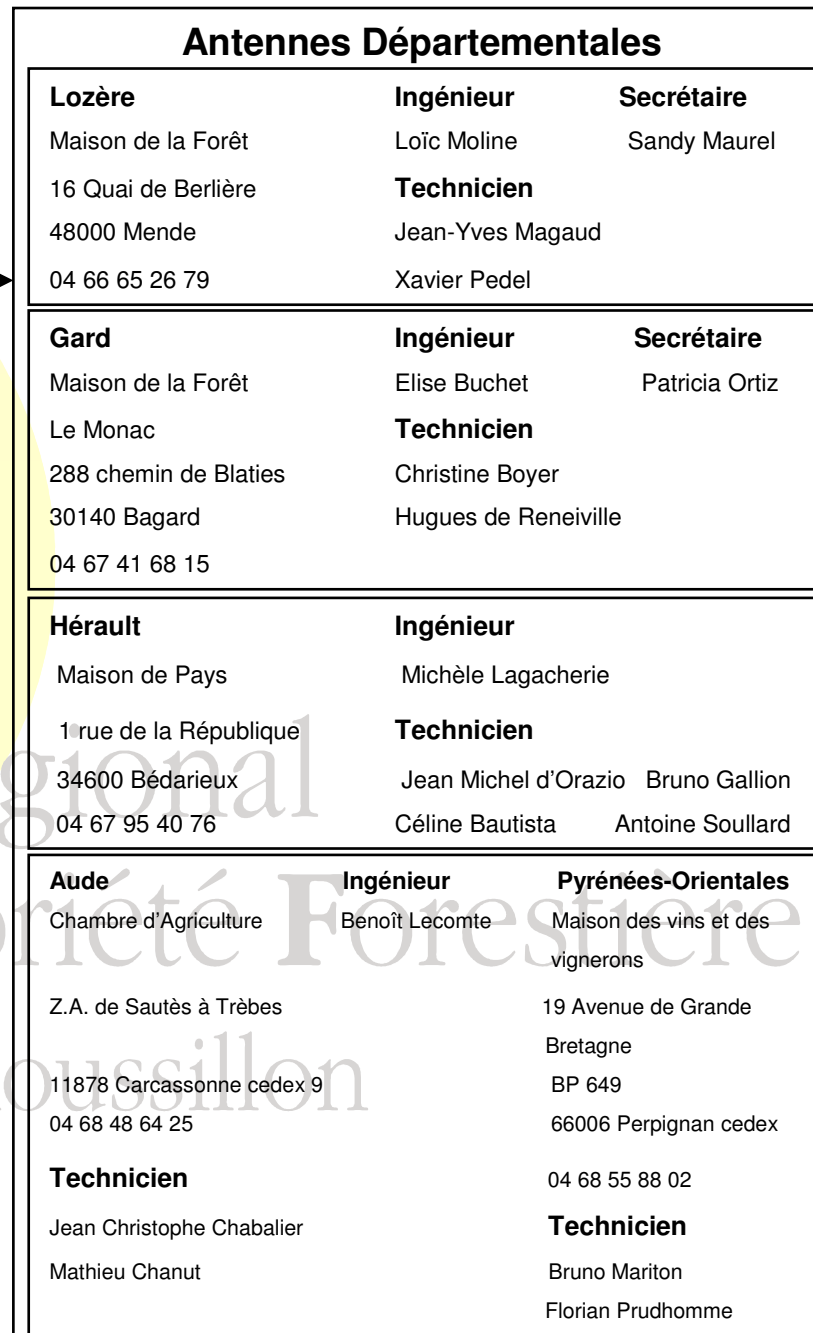 Antennes Départementales
Lozère Ingénieur Secrétaire
Maison de la Forêt Loïc Moline Sandy Maurel
16 Quai de Berlière Technicien
48000 Mende Jean-Yves Magaud
04 66 65 26 79 Xavier Pedel
Gard Ingénieur Secrétaire
Maison de la Forêt Elise Buchet Patricia Ortiz
Le Monac Technicien
288 chemin de Blaties Christine Boyer
30140 Bagard Hugues de Reneiville
04 67 41 68 15
Hérault Ingénieur
Maison de Pays Michèle Lagacherie
1 rue de la République Technicien
34600 Bédarieux Jean Michel d’Orazio Bruno Gallion
04 67 95 40 76 Céline Bautista Antoine Soullard
Aude Ingénieur Pyrénées-Orientales
Chambre d’Agriculture Benoît Lecomte Maison des vins et des
vignerons
Z.A. de Sautès à Trèbes 19 Avenue de Grande
Bretagne
11878 Carcassonne cedex 9 BP 649
04 68 48 64 25 66006 Perpignan cedex
Technicien 04 68 55 88 02
Jean Christophe Chabalier Technicien
Mathieu Chanut Bruno Mariton
Florian Prudhomme
gional
priété Forestière
oussillon